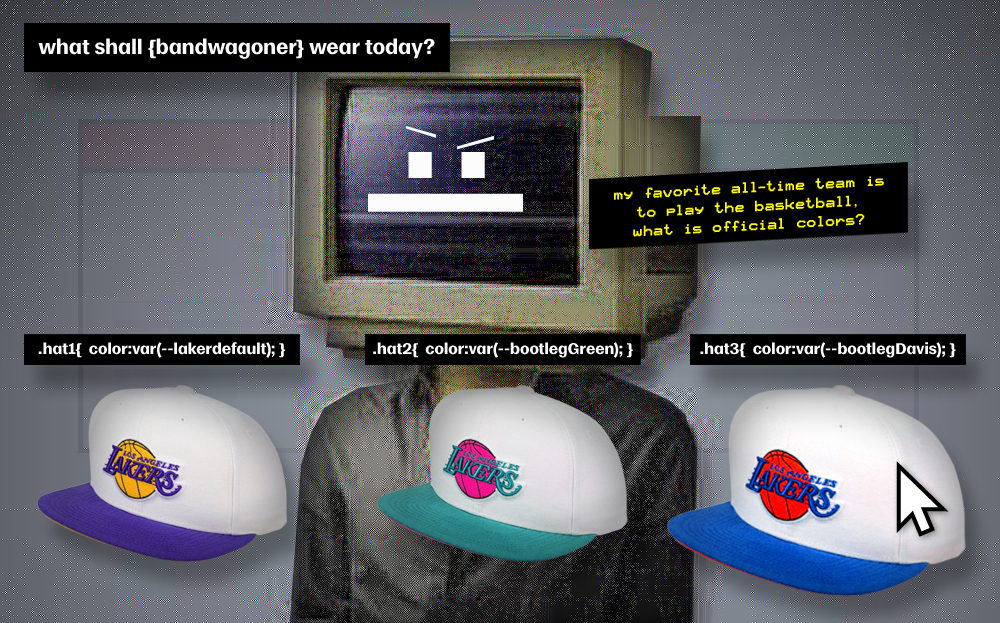 what shall {bandwagoner} wear today?
my favorite all-time team is
to play the basketball,
what is official colors?
.hat1{ color:var(--lakerdefault); }
.hat2{ color:var(--bootlegGreen); }
.hat3{ color:var(--bootlegDavis); }
LOS ANGELES
LAKERS
LOS ANGELES
LAKERS
LOS ANGELES
LAKERS